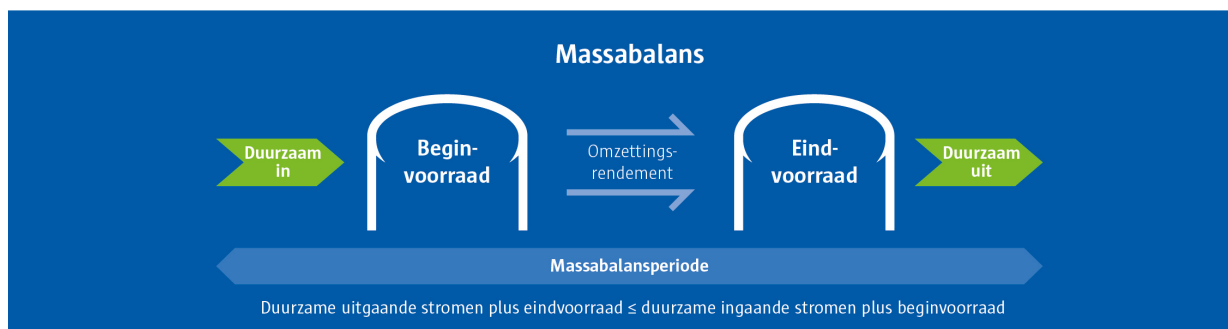 Massabalans
Duurzaam
in
Begin-
voorraad
Omzettings-
rendement
Eind-
voorraad
Duurzaam
uit
Massabalansperiode
Duurzame uitgaande stromen plus eindvoorraad ≤ duurzame ingaande stromen plus beginvoorraad